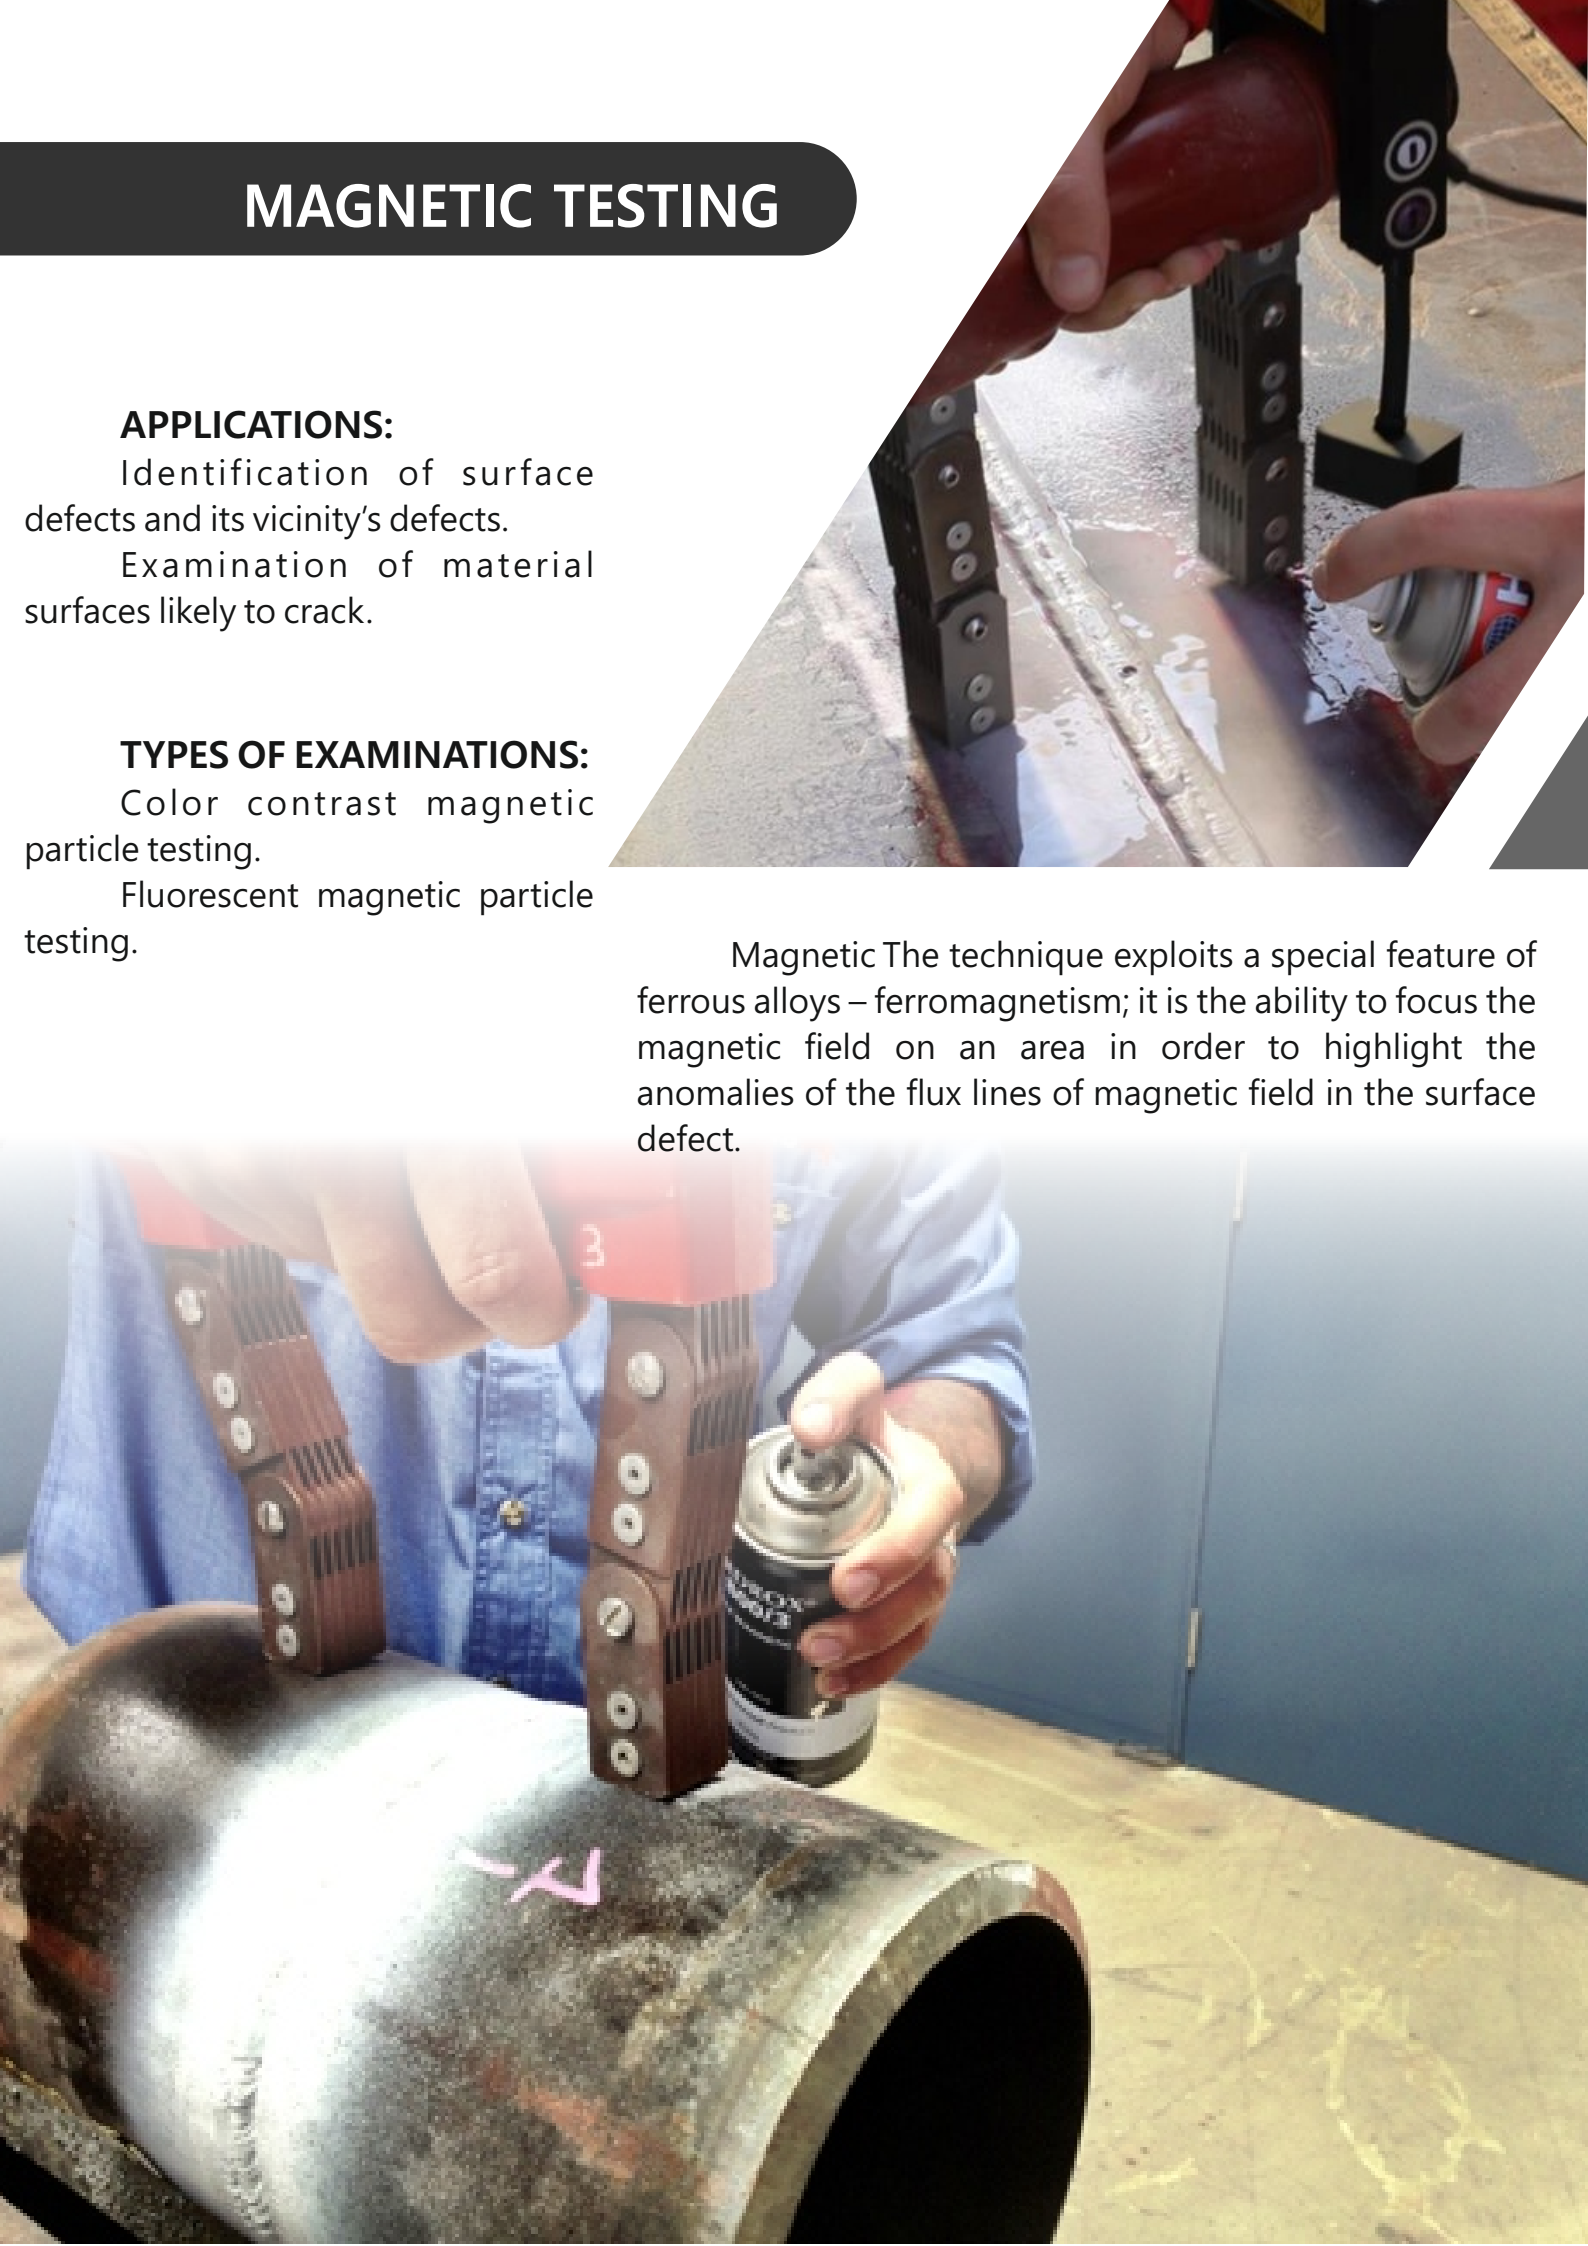 MAGNETIC TESTING
APPLICATIONS:
Identification of surface
defects and its vicinity’s defects.
Examination of material
surfaces likely to crack.
TYPES OF EXAMINATIONS:
Color contrast magnetic
particle testing.
Fluorescent magnetic particle
testing.
Magnetic The technique exploits a special feature of
ferrous alloys – ferromagnetism; it is the ability to focus the
magnetic field on an area in order to highlight the
anomalies of the flux lines of magnetic field in the surface
defect.
3